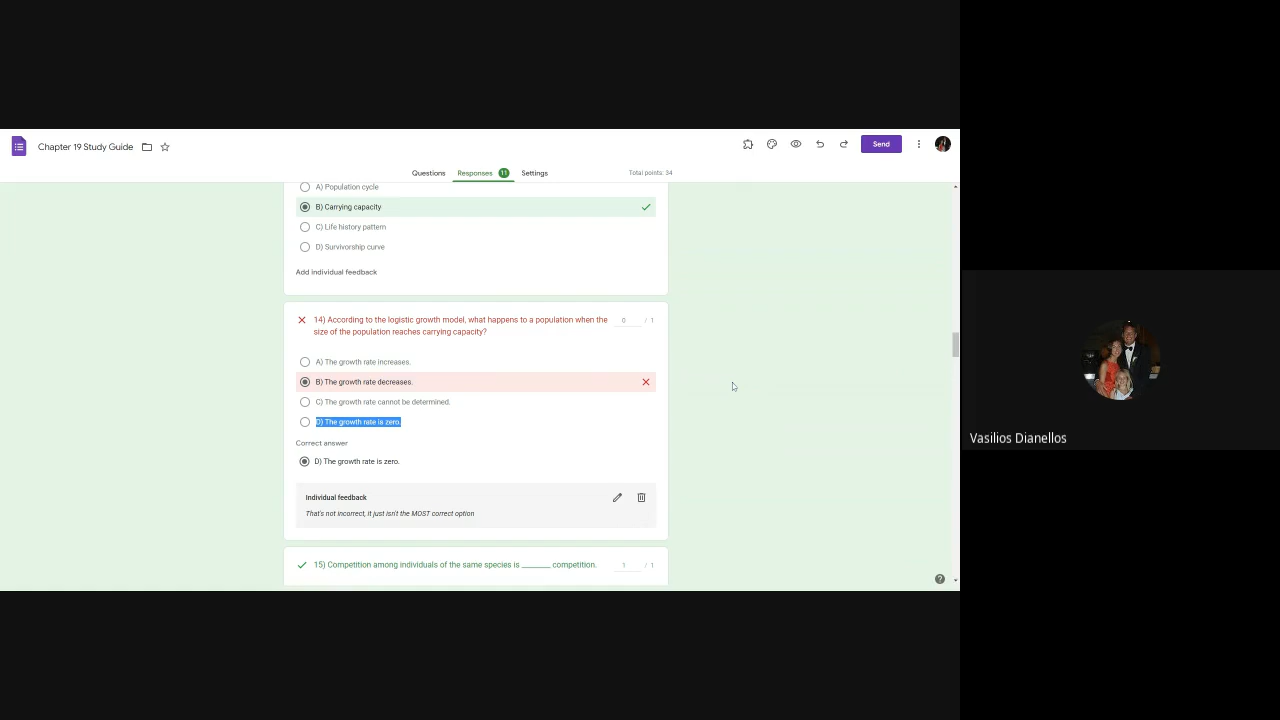 Chapter 19 Study Guide
Send
Questions
Responses
11
Settings
Total points: 34
A) Population cycle
B) Carrying capacity
C) Life history pattern
D) Survivorship curve
Add individual feedback
14) According to the logistic growth model, what happens to a population when the
size of the population reaches carrying capacity?
0 / 1
A) The growth rate increases.
B) The growth rate decreases.
C) The growth rate cannot be determined.
D) The growth rate is zero.
Correct answer
D) The growth rate is zero.
Individual feedback
That's not incorrect, it just isn't the MOST correct option
15) Competition among individuals of the same species is _______ competition.
1 / 1
Vasilios Dianellos